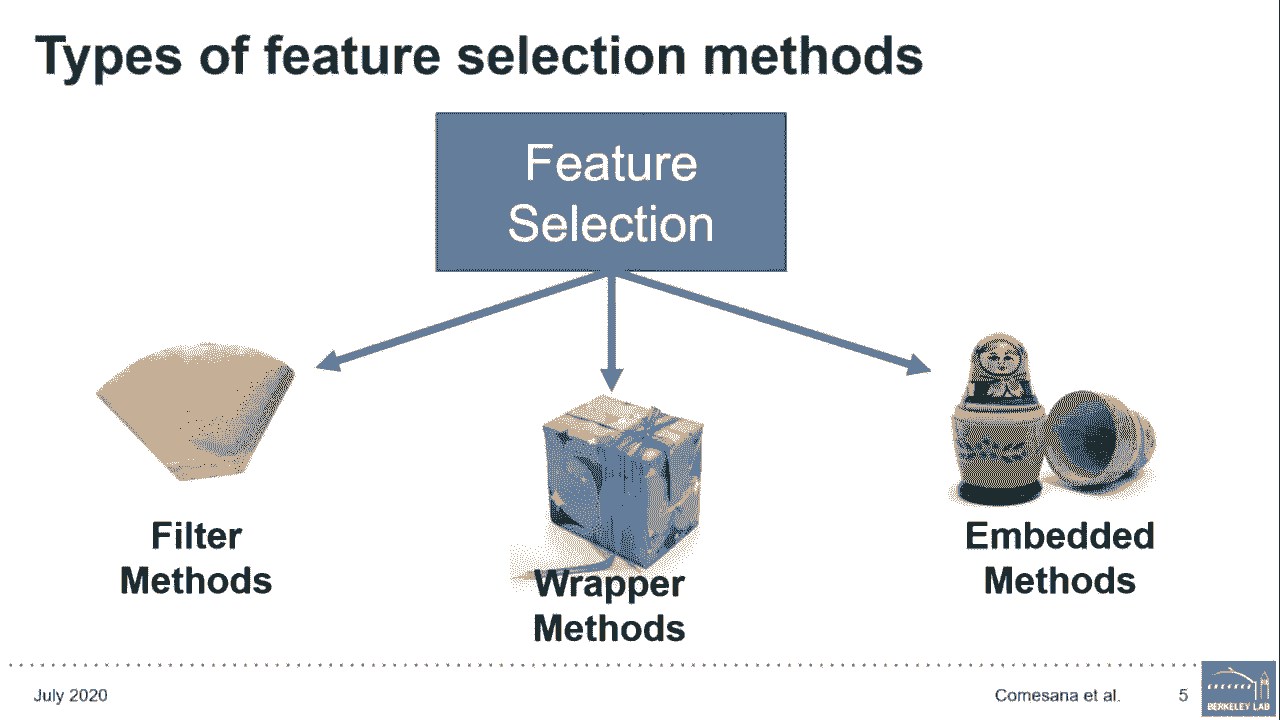 Types of feature selection methods
Feature
Selection
Filter
Methods
Wrapper
Methods
Embedded
Methods
July 2020
Comesana et al.
5
BERKELEY LAB